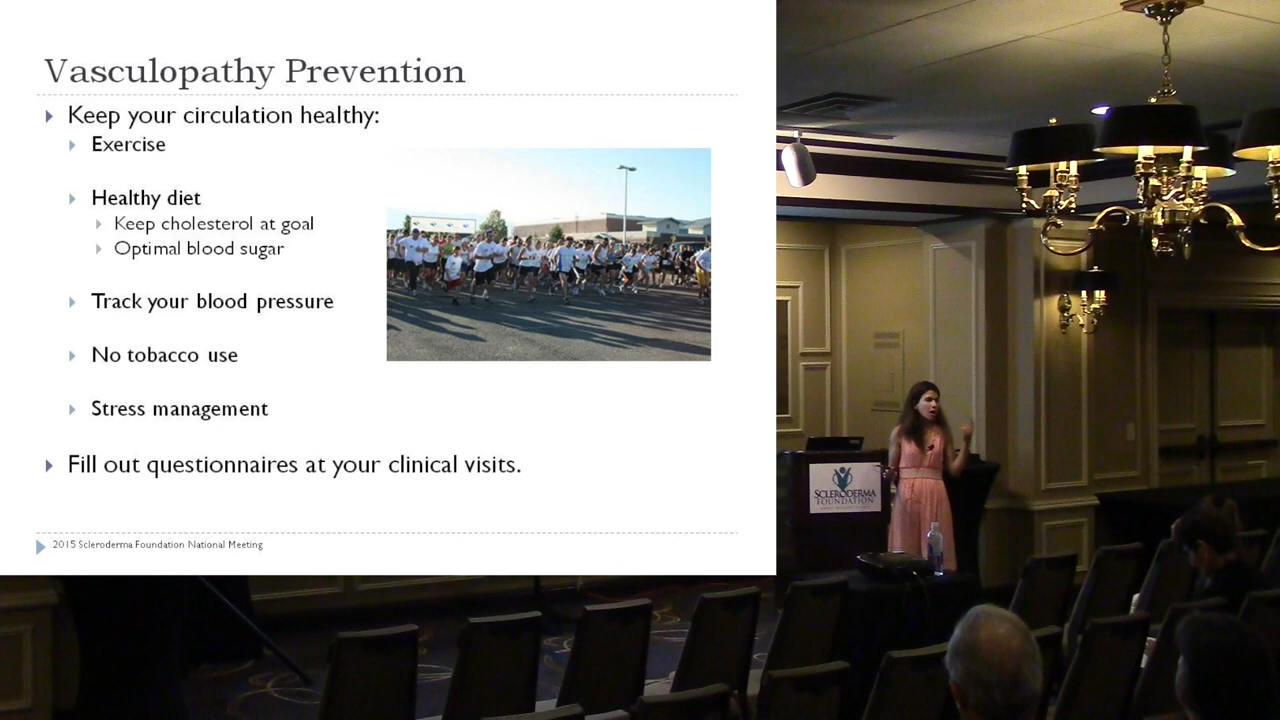 Vasculopathy Prevention
Keep your circulation healthy:
Exercise
Healthy diet
Keep cholesterol at goal
Optimal blood sugar
Track your blood pressure
No tobacco use
Stress management
Fill out questionnaires at your clinical visits.
2015 Scleroderma Foundation National Meeting
SCLERODERMA
FOUNDATION